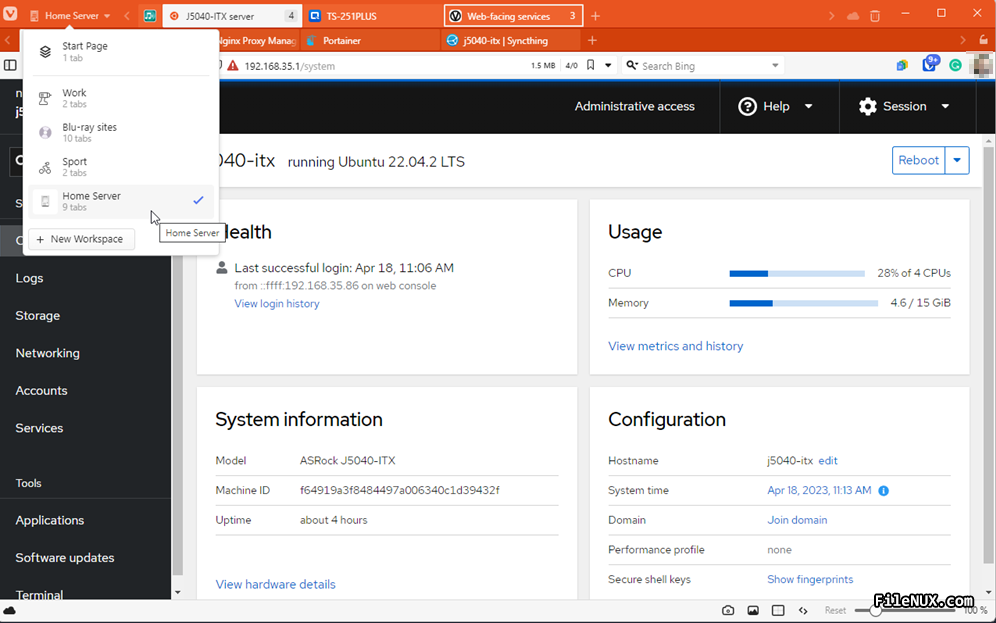 Home Server
J5040-ITX server 4
TS-251PLUS
Web-facing services 3
Nginx Proxy Manag
Portainer
j5040-itx | Syncthing
192.168.35.1/system
1.5 MB 4/0
Search Bing
9+
Start Page
1 tab
Work
2 tabs
Blu-ray sites
10 tabs
Sport
2 tabs
Home Server
9 tabs
+ New Workspace
Home Server
Administrative access
Help
Session
040-itx running Ubuntu 22.04.2 LTS
Reboot
Logs
Storage
Networking
Accounts
Services
Tools
Applications
Software updates
Terminal
Health
Last successful login: Apr 18, 11:06 AM
from ::ffff:192.168.35.86 on web console
View login history
Usage
CPU 28% of 4 CPUs
Memory 4.6 / 15 GiB
View metrics and history
System information
Model ASRock J5040-ITX
Machine ID f64919a3f8484497a006340c1d39432f
Uptime about 4 hours
View hardware details
Configuration
Hostname j5040-itx edit
System time Apr 18, 2023, 11:13 AM
Domain Join domain
Performance profile none
Secure shell keys Show fingerprints
Reset 100 %
FileNUX.com